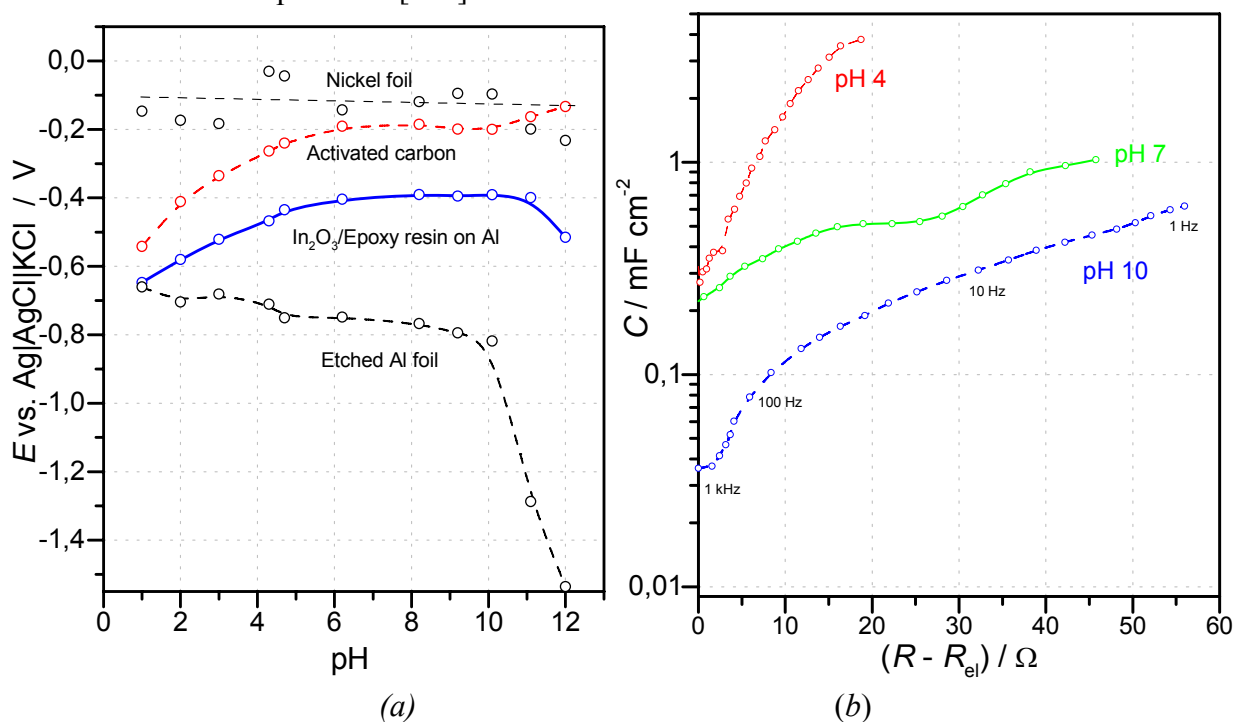 0,0
-0,2
-0,4
-0,6
-0,8
-1,0
-1,2
-1,4
E vs. Ag|AgCl|KCl / V
Nickel foil
Activated carbon
In₂O₃/Epoxy resin on Al
Etched Al foil
0 2 4 6 8 10 12
pH
(a)
1
0,1
0,01
C / mF cm⁻²
pH 4
pH 7
pH 10
1 Hz
10 Hz
100 Hz
1 kHz
0 10 20 30 40 50 60
(R - Rₑₗ) / Ω
(b)